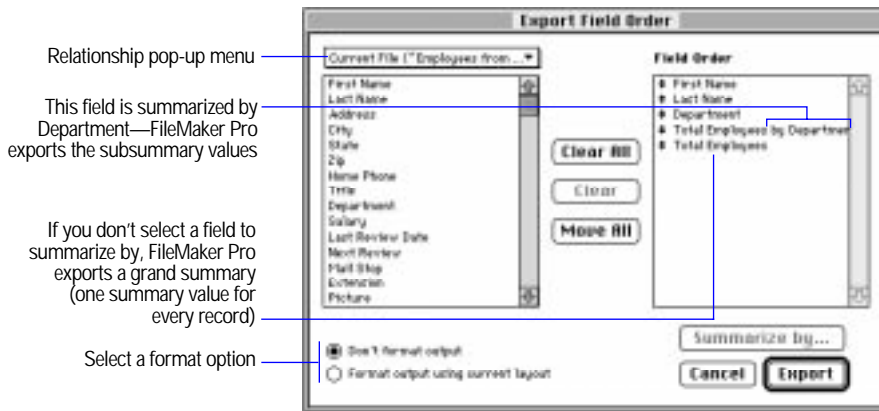 Export Field Order
Relationship pop-up menu
Current File ("Employees from ...
Field Order
This field is summarized by
Department—FileMaker Pro
exports the subsummary values
First Name
Last Name
Address
City
State
Zip
Home Phone
Title
Department
Salary
Last Review Date
Next Review
Mail Stop
Extension
Picture
Clear All
Clear
Move All
First Name
Last Name
Department
Total Employees by Departmen
Total Employees
If you don't select a field to
summarize by, FileMaker Pro
exports a grand summary
(one summary value for
every record)
Select a format option
Don't format output
Format output using current layout
Summarize by...
Cancel
Export